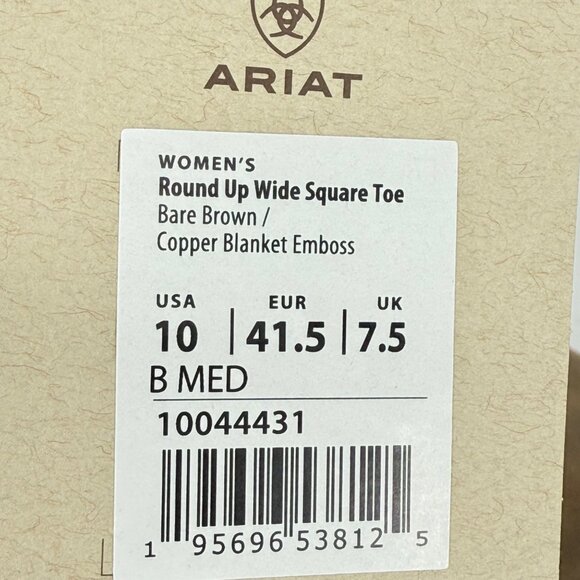 ARIAT
WOMEN'S
Round Up Wide Square Toe
Bare Brown /
Copper Blanket Emboss
USA EUR UK
10 | 41.5 | 7.5
B MED
10044431
1 95696 53812 5